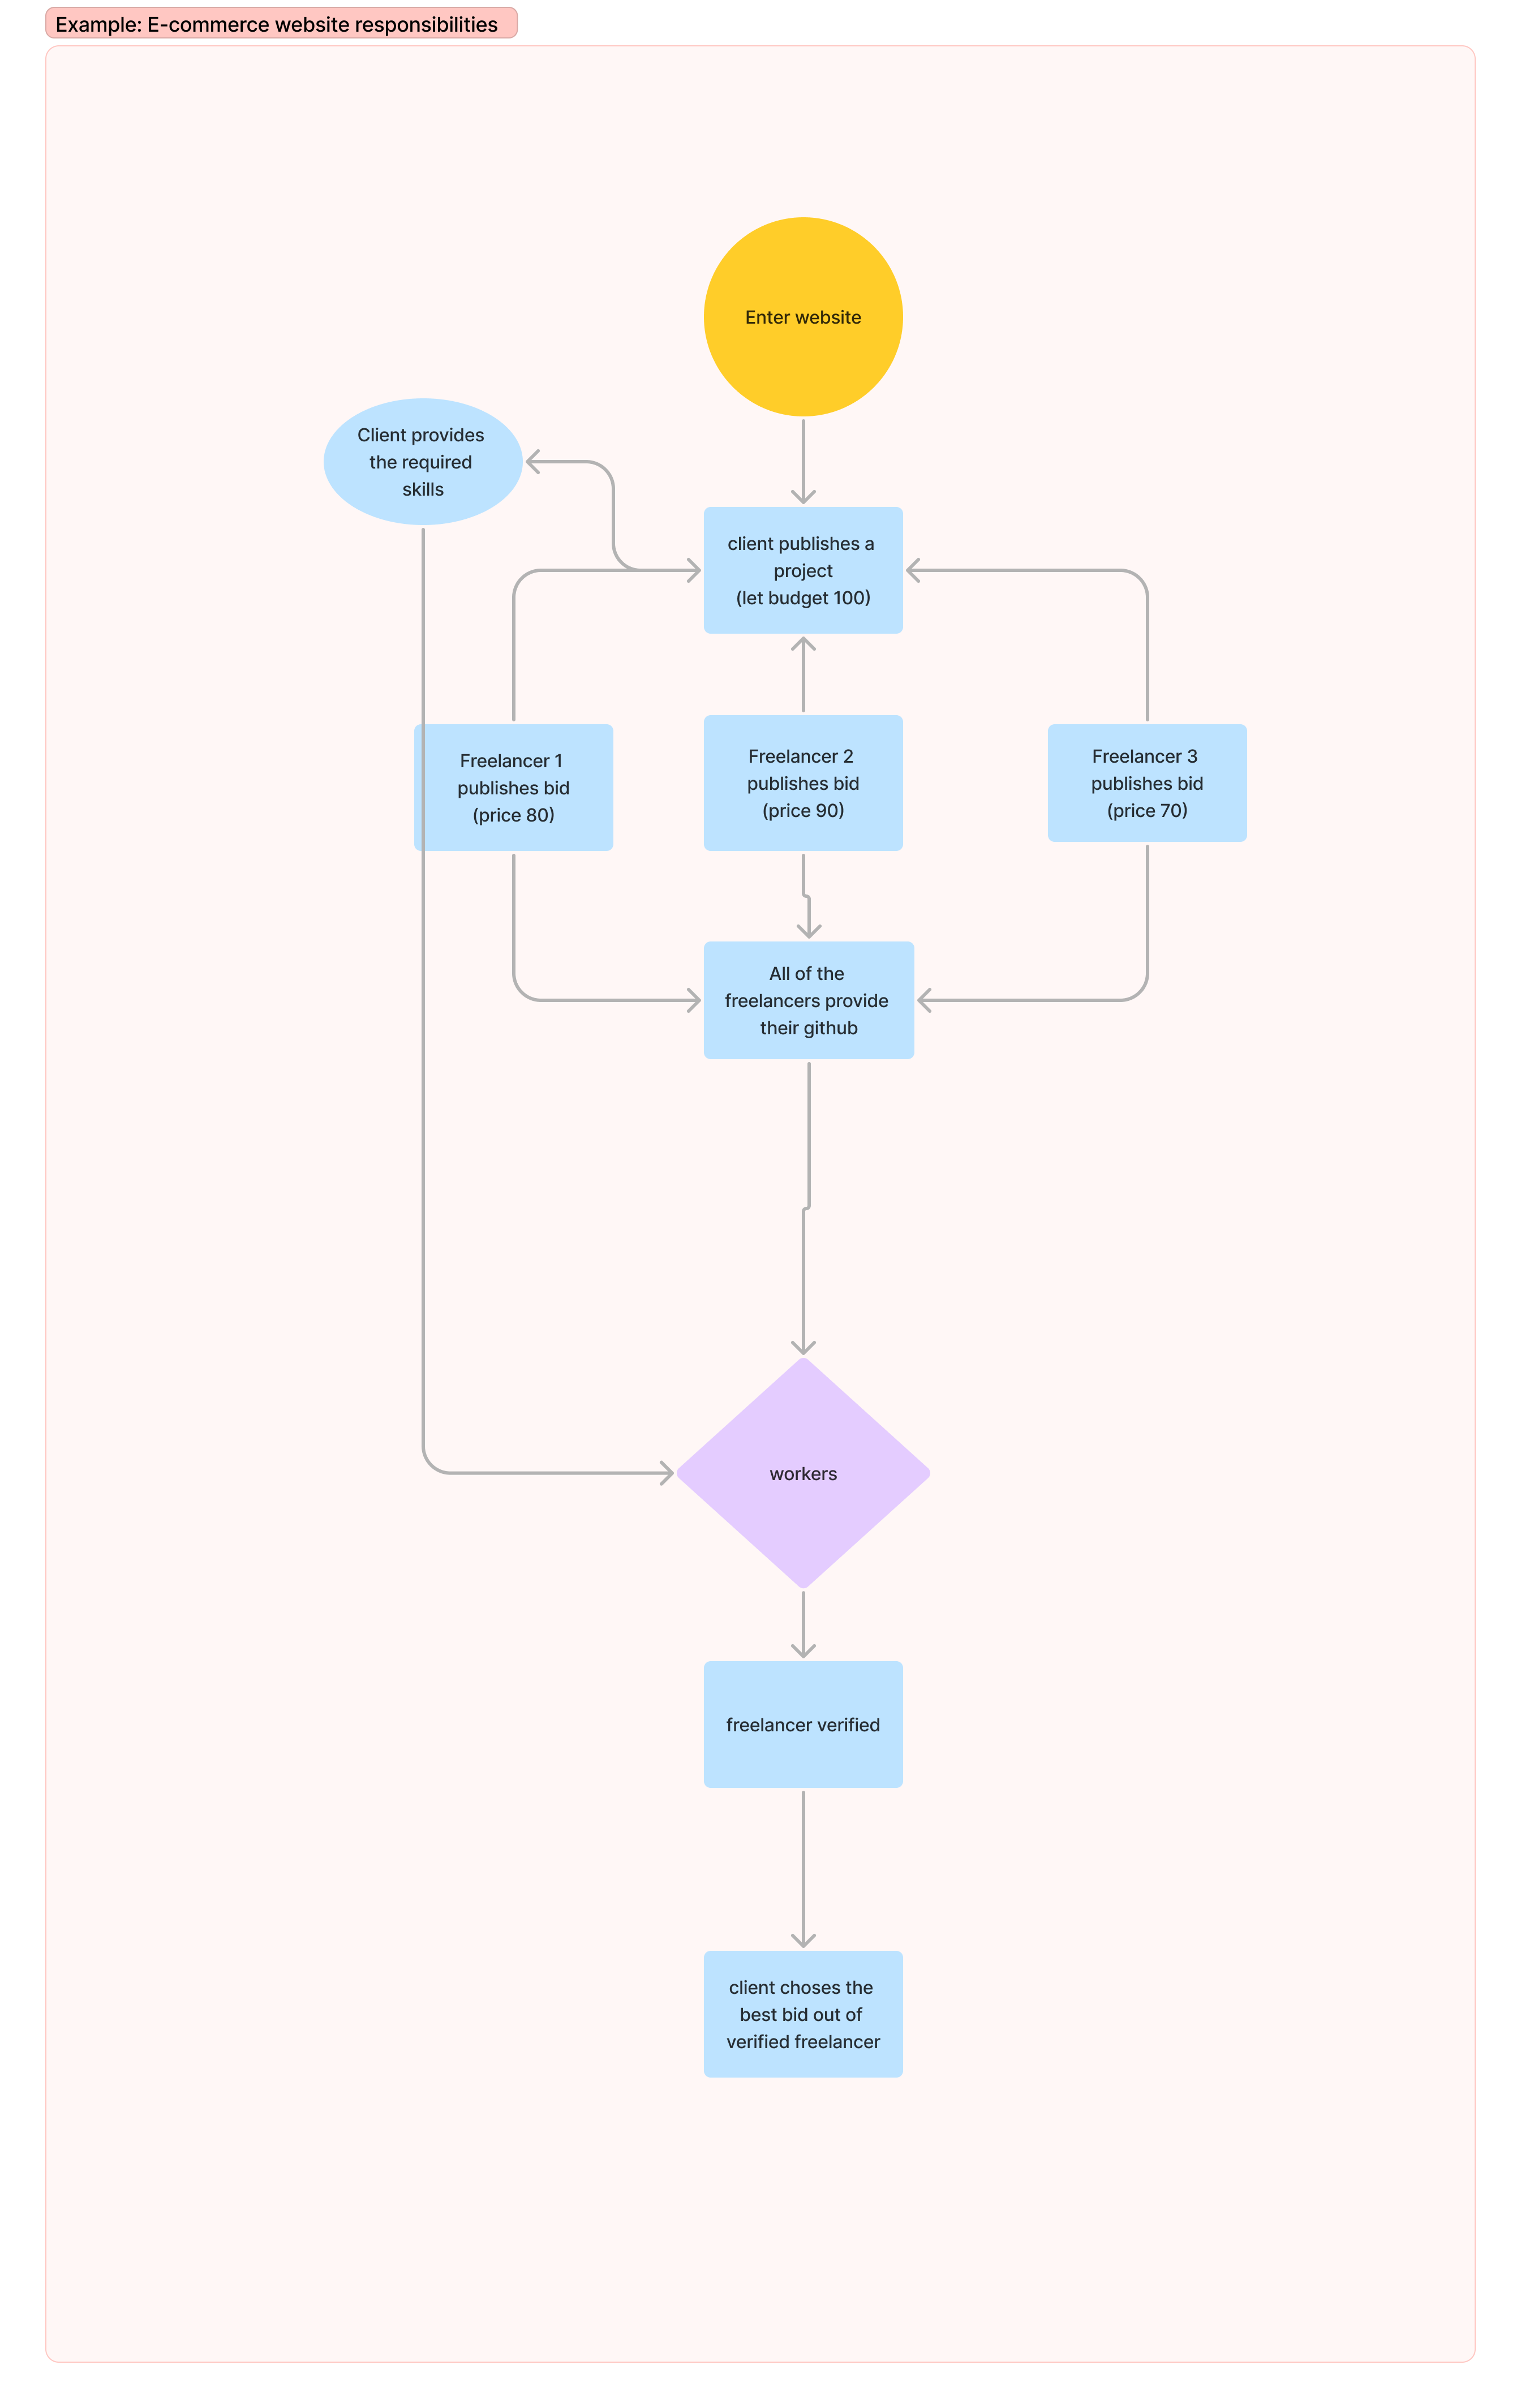 Example: E-commerce website responsibilities
Enter website
Client provides
the required
skills
client publishes a
project
(let budget 100)
Freelancer 1
publishes bid
(price 80)
Freelancer 2
publishes bid
(price 90)
Freelancer 3
publishes bid
(price 70)
All of the
freelancers provide
their github
workers
freelancer verified
client choses the
best bid out of
verified freelancer